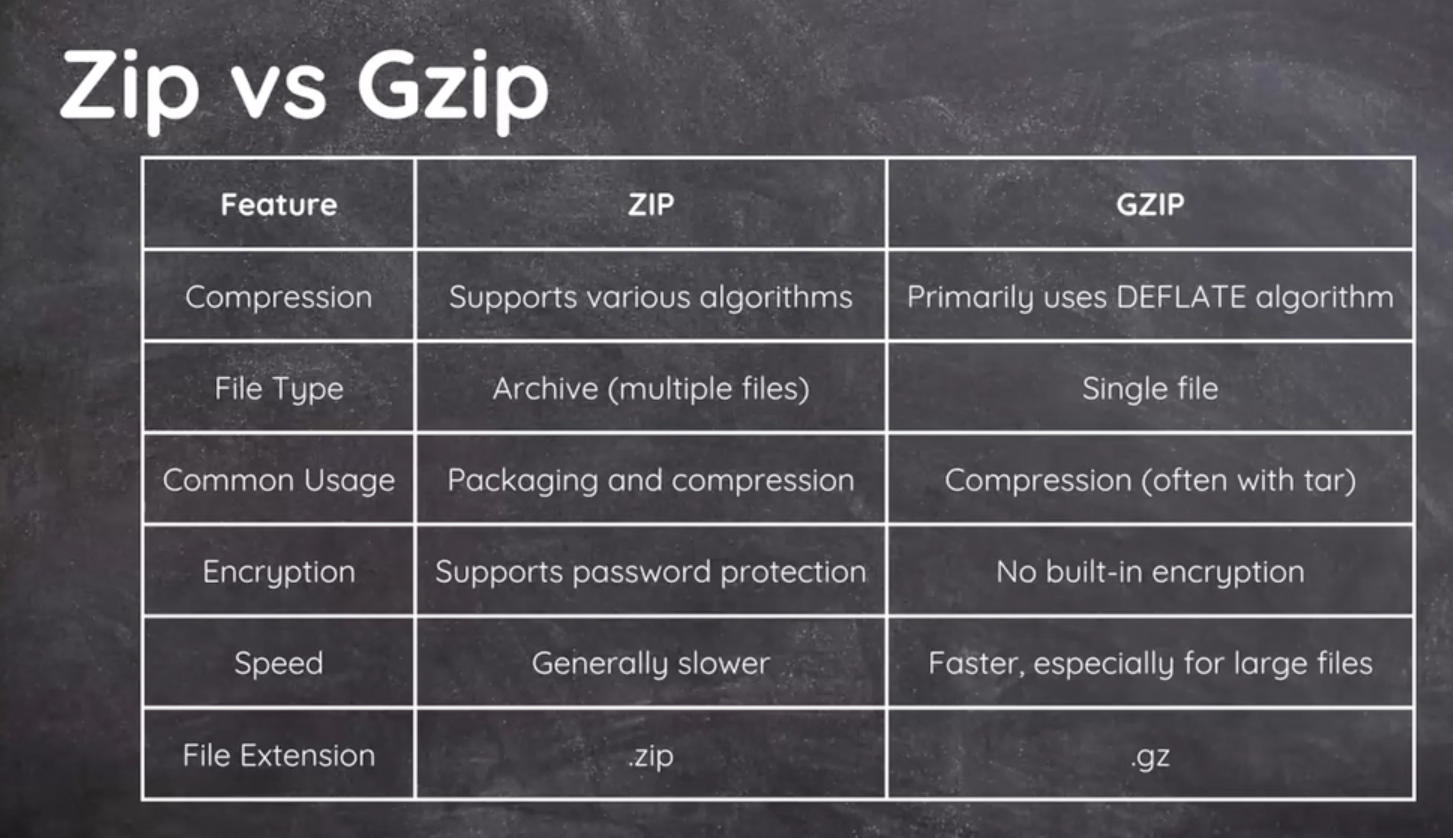 Zip vs Gzip
Feature ZIP GZIP
Compression Supports various algorithms Primarily uses DEFLATE algorithm
File Type Archive (multiple files) Single file
Common Usage Packaging and compression Compression (often with tar)
Encryption Supports password protection No built-in encryption
Speed Generally slower Faster, especially for large files
File Extension .zip .gz